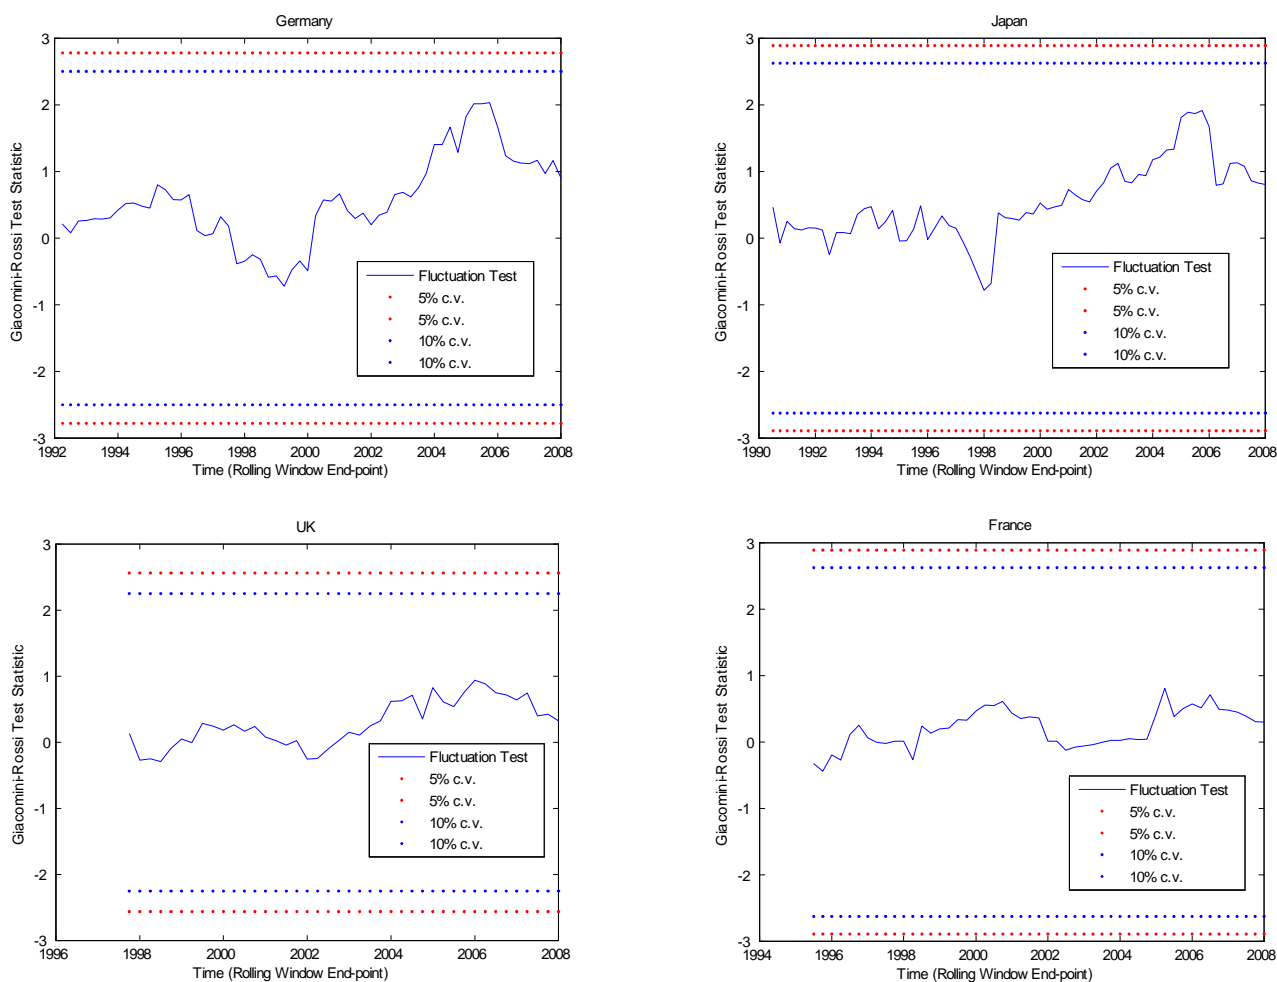 Germany
Giacomini-Rossi Test Statistic
3
2
1
0
-1
-2
-3
Fluctuation Test
5% c.v.
5% c.v.
10% c.v.
10% c.v.
1992 1994 1996 1998 2000 2002 2004 2006 2008
Time (Rolling Window End-point)
Japan
Giacomini-Rossi Test Statistic
3
2
1
0
-1
-2
-3
Fluctuation Test
5% c.v.
5% c.v.
10% c.v.
10% c.v.
1990 1992 1994 1996 1998 2000 2002 2004 2006 2008
Time (Rolling Window End-point)
UK
Giacomini-Rossi Test Statistic
3
2
1
0
-1
-2
-3
Fluctuation Test
5% c.v.
5% c.v.
10% c.v.
10% c.v.
1996 1998 2000 2002 2004 2006 2008
Time (Rolling Window End-point)
France
Giacomini-Rossi Test Statistic
3
2
1
0
-1
-2
-3
Fluctuation Test
5% c.v.
5% c.v.
10% c.v.
10% c.v.
1994 1996 1998 2000 2002 2004 2006 2008
Time (Rolling Window End-point)